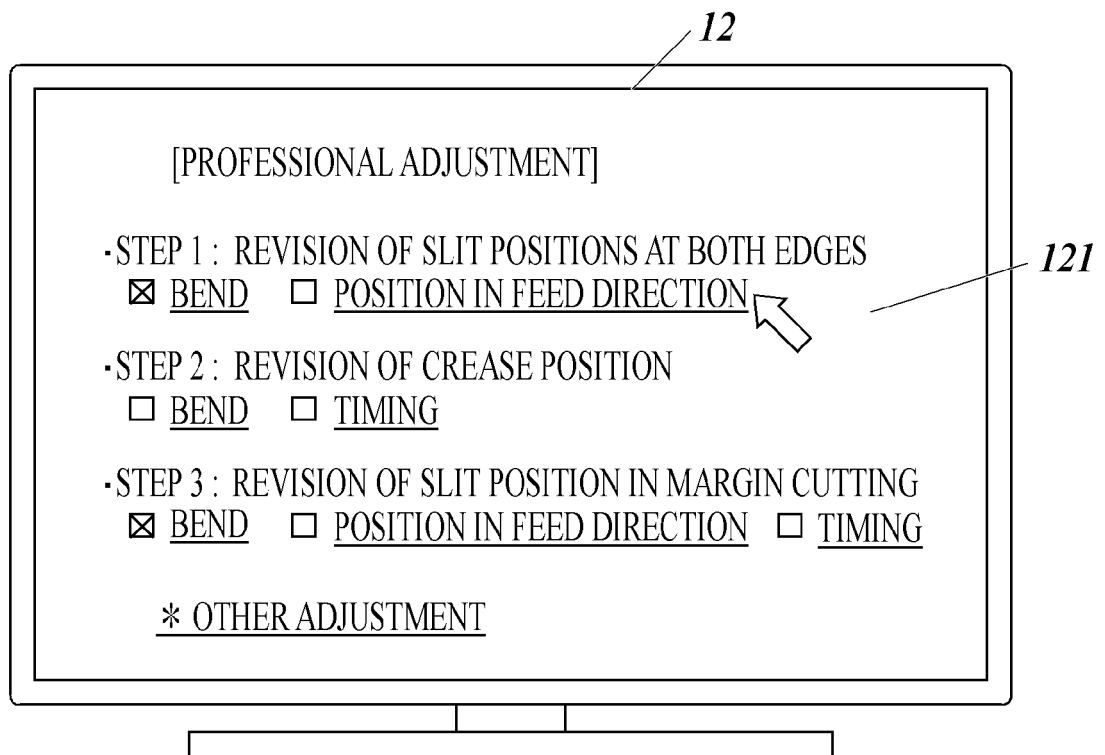 12
[PROFESSIONAL ADJUSTMENT]
-STEP 1 : REVISION OF SLIT POSITIONS AT BOTH EDGES
121
☒ BEND ☐ POSITION IN FEED DIRECTION
-STEP 2 : REVISION OF CREASE POSITION
☐ BEND ☐ TIMING
-STEP 3 : REVISION OF SLIT POSITION IN MARGIN CUTTING
☒ BEND ☐ POSITION IN FEED DIRECTION ☐ TIMING
* OTHER ADJUSTMENT